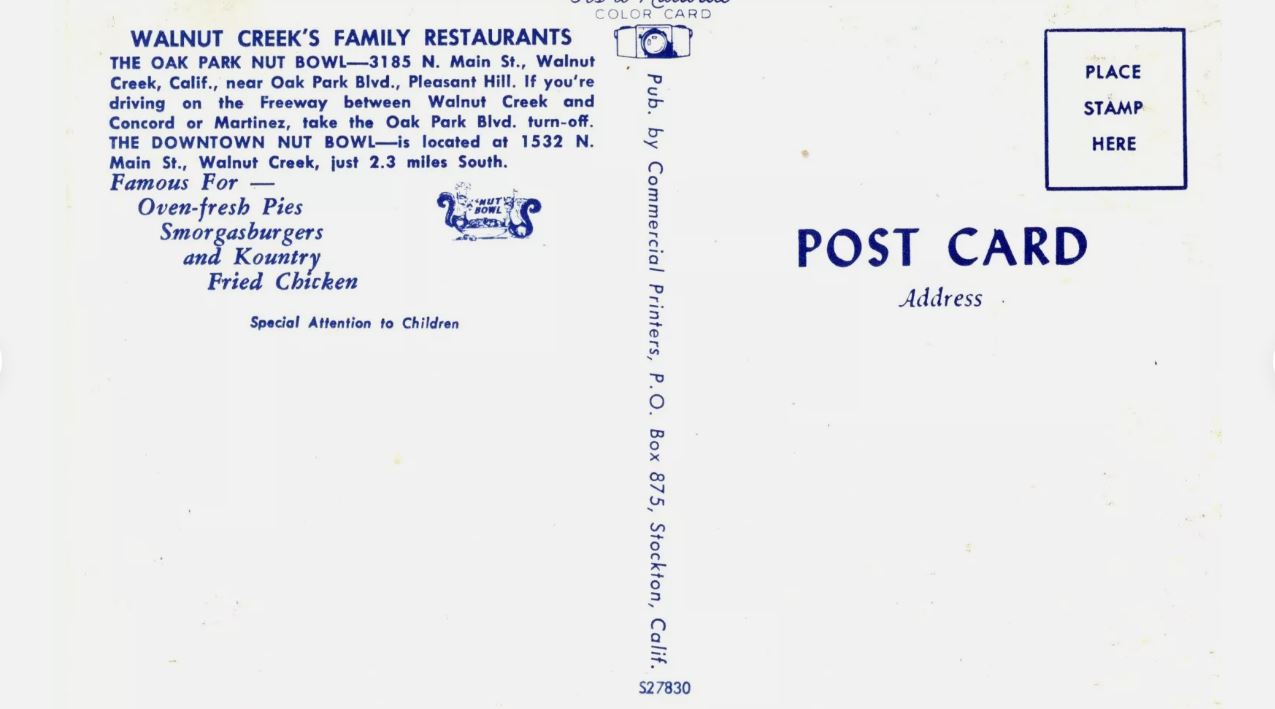 COLOR CARD
WALNUT CREEK'S FAMILY RESTAURANTS
THE OAK PARK NUT BOWL—3185 N. Main St., Walnut
Creek, Calif., near Oak Park Blvd., Pleasant Hill. If you're
driving on the Freeway between Walnut Creek and
Concord or Martinez, take the Oak Park Blvd. turn-off.
THE DOWNTOWN NUT BOWL—is located at 1532 N.
Main St., Walnut Creek, just 2.3 miles South.
Famous For —
Oven-fresh Pies
Smorgasburgers
and Kountry
Fried Chicken
"NUT
BOWL
Special Attention to Children
Pub. by Commercial Printers, P.O. Box 875, Stockton, Calif.
S27830
PLACE
STAMP
HERE
POST CARD
Address